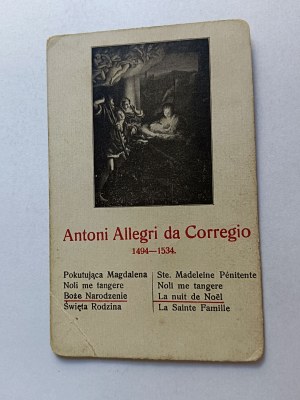 Antoni Allegri da Corregio
1494—1534.
Pokutująca Magdalena
Noli me tangere
Boże Narodzenie
Święta Rodzina
Ste. Madeleine Pénitente
Noli me tangere
La nuit de Noël
La Sainte Famille